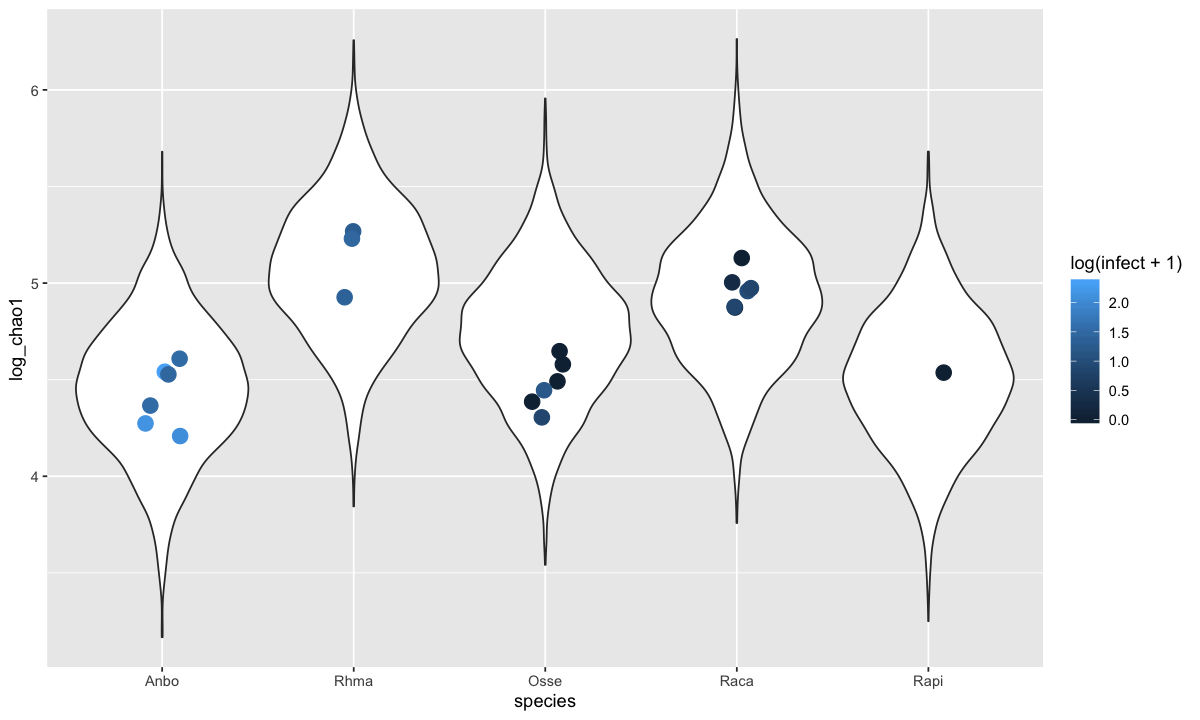 log_chao1
6
5
4
Anbo
Rhma
Osse
Raca
Rapi
species
log(infect + 1)
2.0
1.5
1.0
0.5
0.0